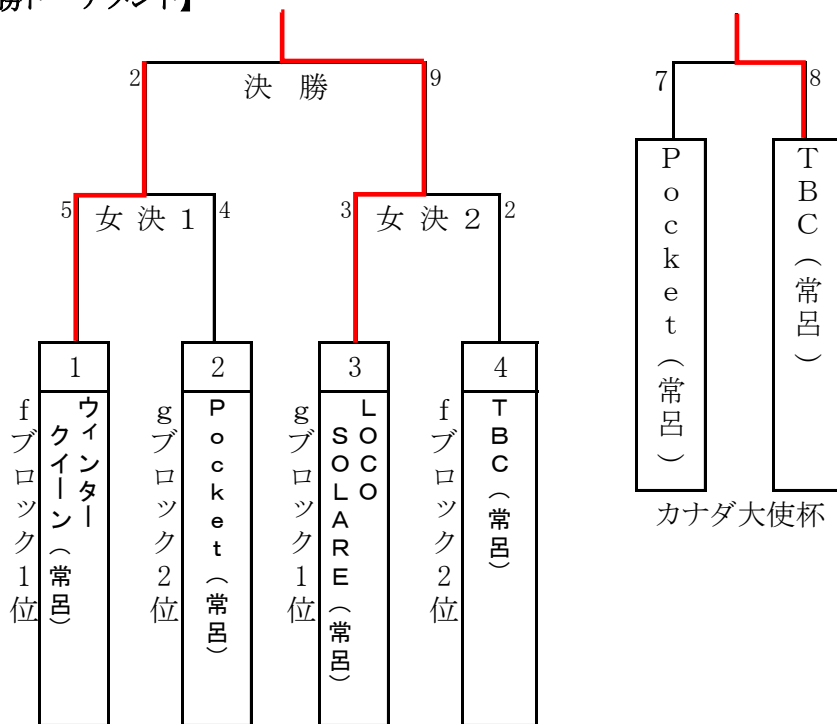 勝トーナメント】
2
決 勝
9
7
8
5
女 決 1
4
3
女 決 2
2
Pocket(常呂)
TBC(常呂)
カナダ大使杯
1
2
3
4
fブロック1位
ウィンター
クイーン(常呂)
gブロック2位
Pocket(常呂)
gブロック1位
LOCO
SOLARE(常呂)
fブロック2位
TBC(常呂)